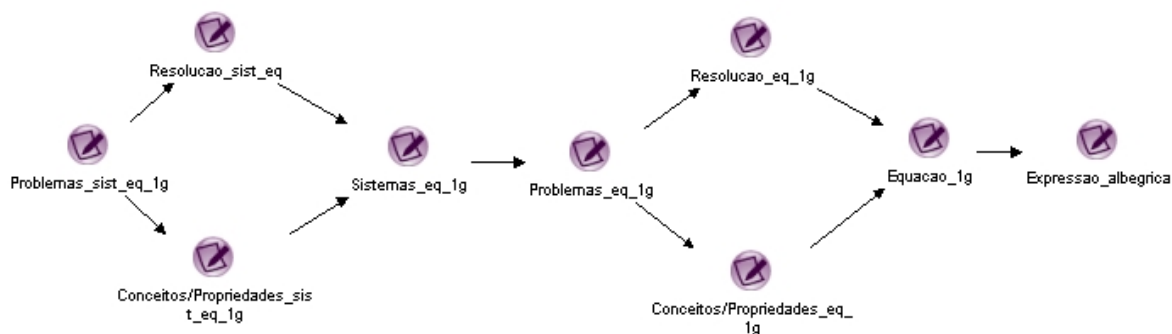 Resolucao_sist_eq
Resolucao_eq_1g
Problemas_sist_eq_1g
Sistemas_eq_1g
Problemas_eq_1g
Equacao_1g
Expressao_albegrica
Conceitos/Propriedades_sis
t_eq_1g
Conceitos/Propriedades_eq_
1g